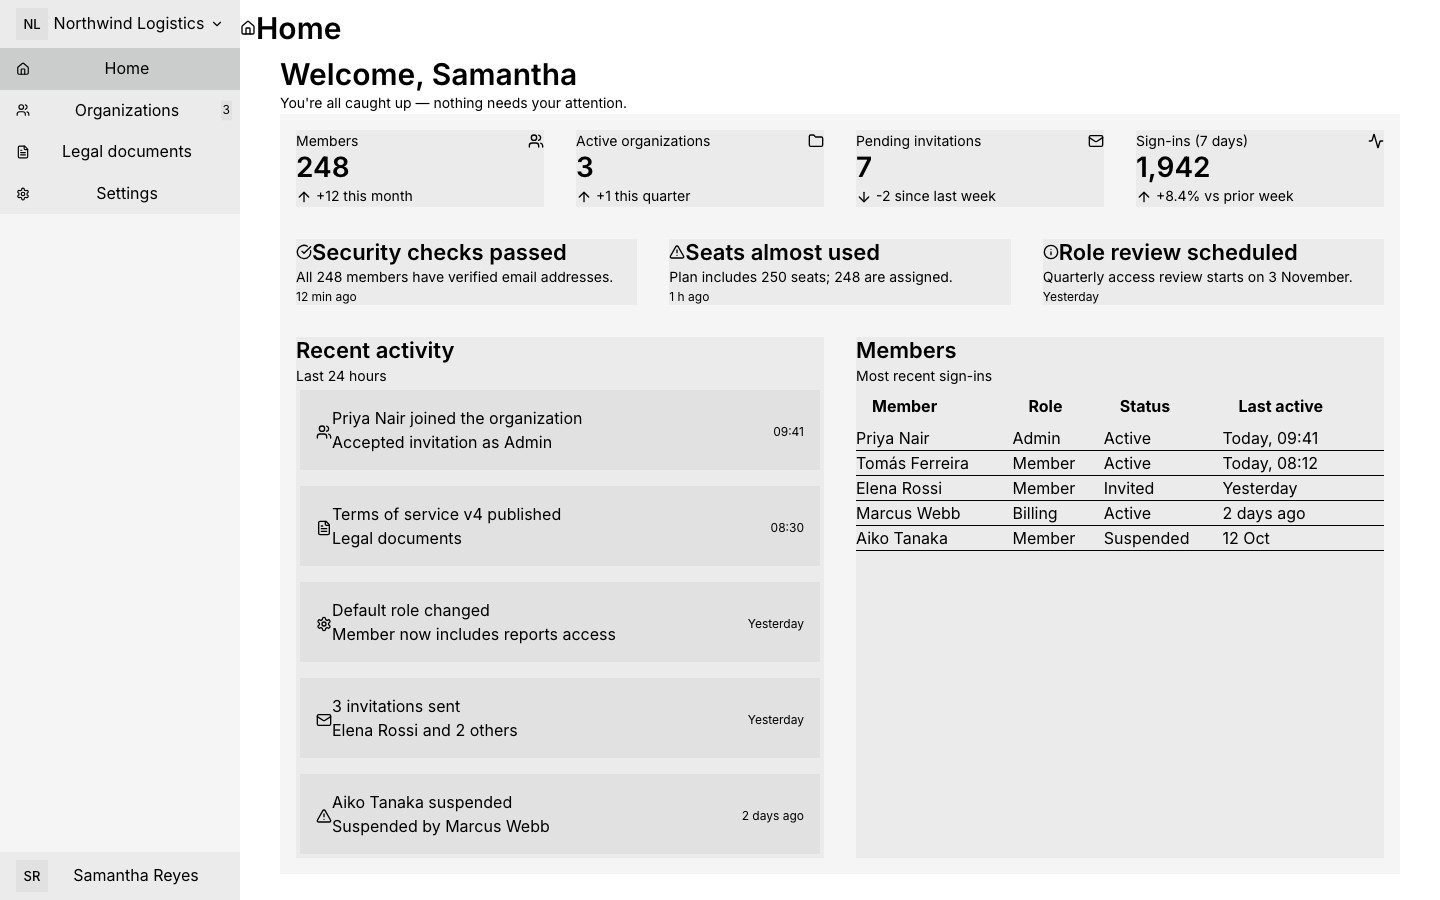 NL Northwind Logistics
Home
Organizations 3
Legal documents
Settings
SR Samantha Reyes
Home
Welcome, Samantha
You're all caught up — nothing needs your attention.
Members
248
+12 this month
Active organizations
3
+1 this quarter
Pending invitations
7
-2 since last week
Sign-ins (7 days)
1,942
+8.4% vs prior week
Security checks passed
All 248 members have verified email addresses.
12 min ago
Seats almost used
Plan includes 250 seats; 248 are assigned.
1 h ago
Role review scheduled
Quarterly access review starts on 3 November.
Yesterday
Recent activity
Last 24 hours
Priya Nair joined the organization
Accepted invitation as Admin
09:41
Terms of service v4 published
Legal documents
08:30
Default role changed
Member now includes reports access
Yesterday
3 invitations sent
Elena Rossi and 2 others
Yesterday
Aiko Tanaka suspended
Suspended by Marcus Webb
2 days ago
Members
Most recent sign-ins
Member Role Status Last active
Priya Nair Admin Active Today, 09:41
Tomás Ferreira Member Active Today, 08:12
Elena Rossi Member Invited Yesterday
Marcus Webb Billing Active 2 days ago
Aiko Tanaka Member Suspended 12 Oct